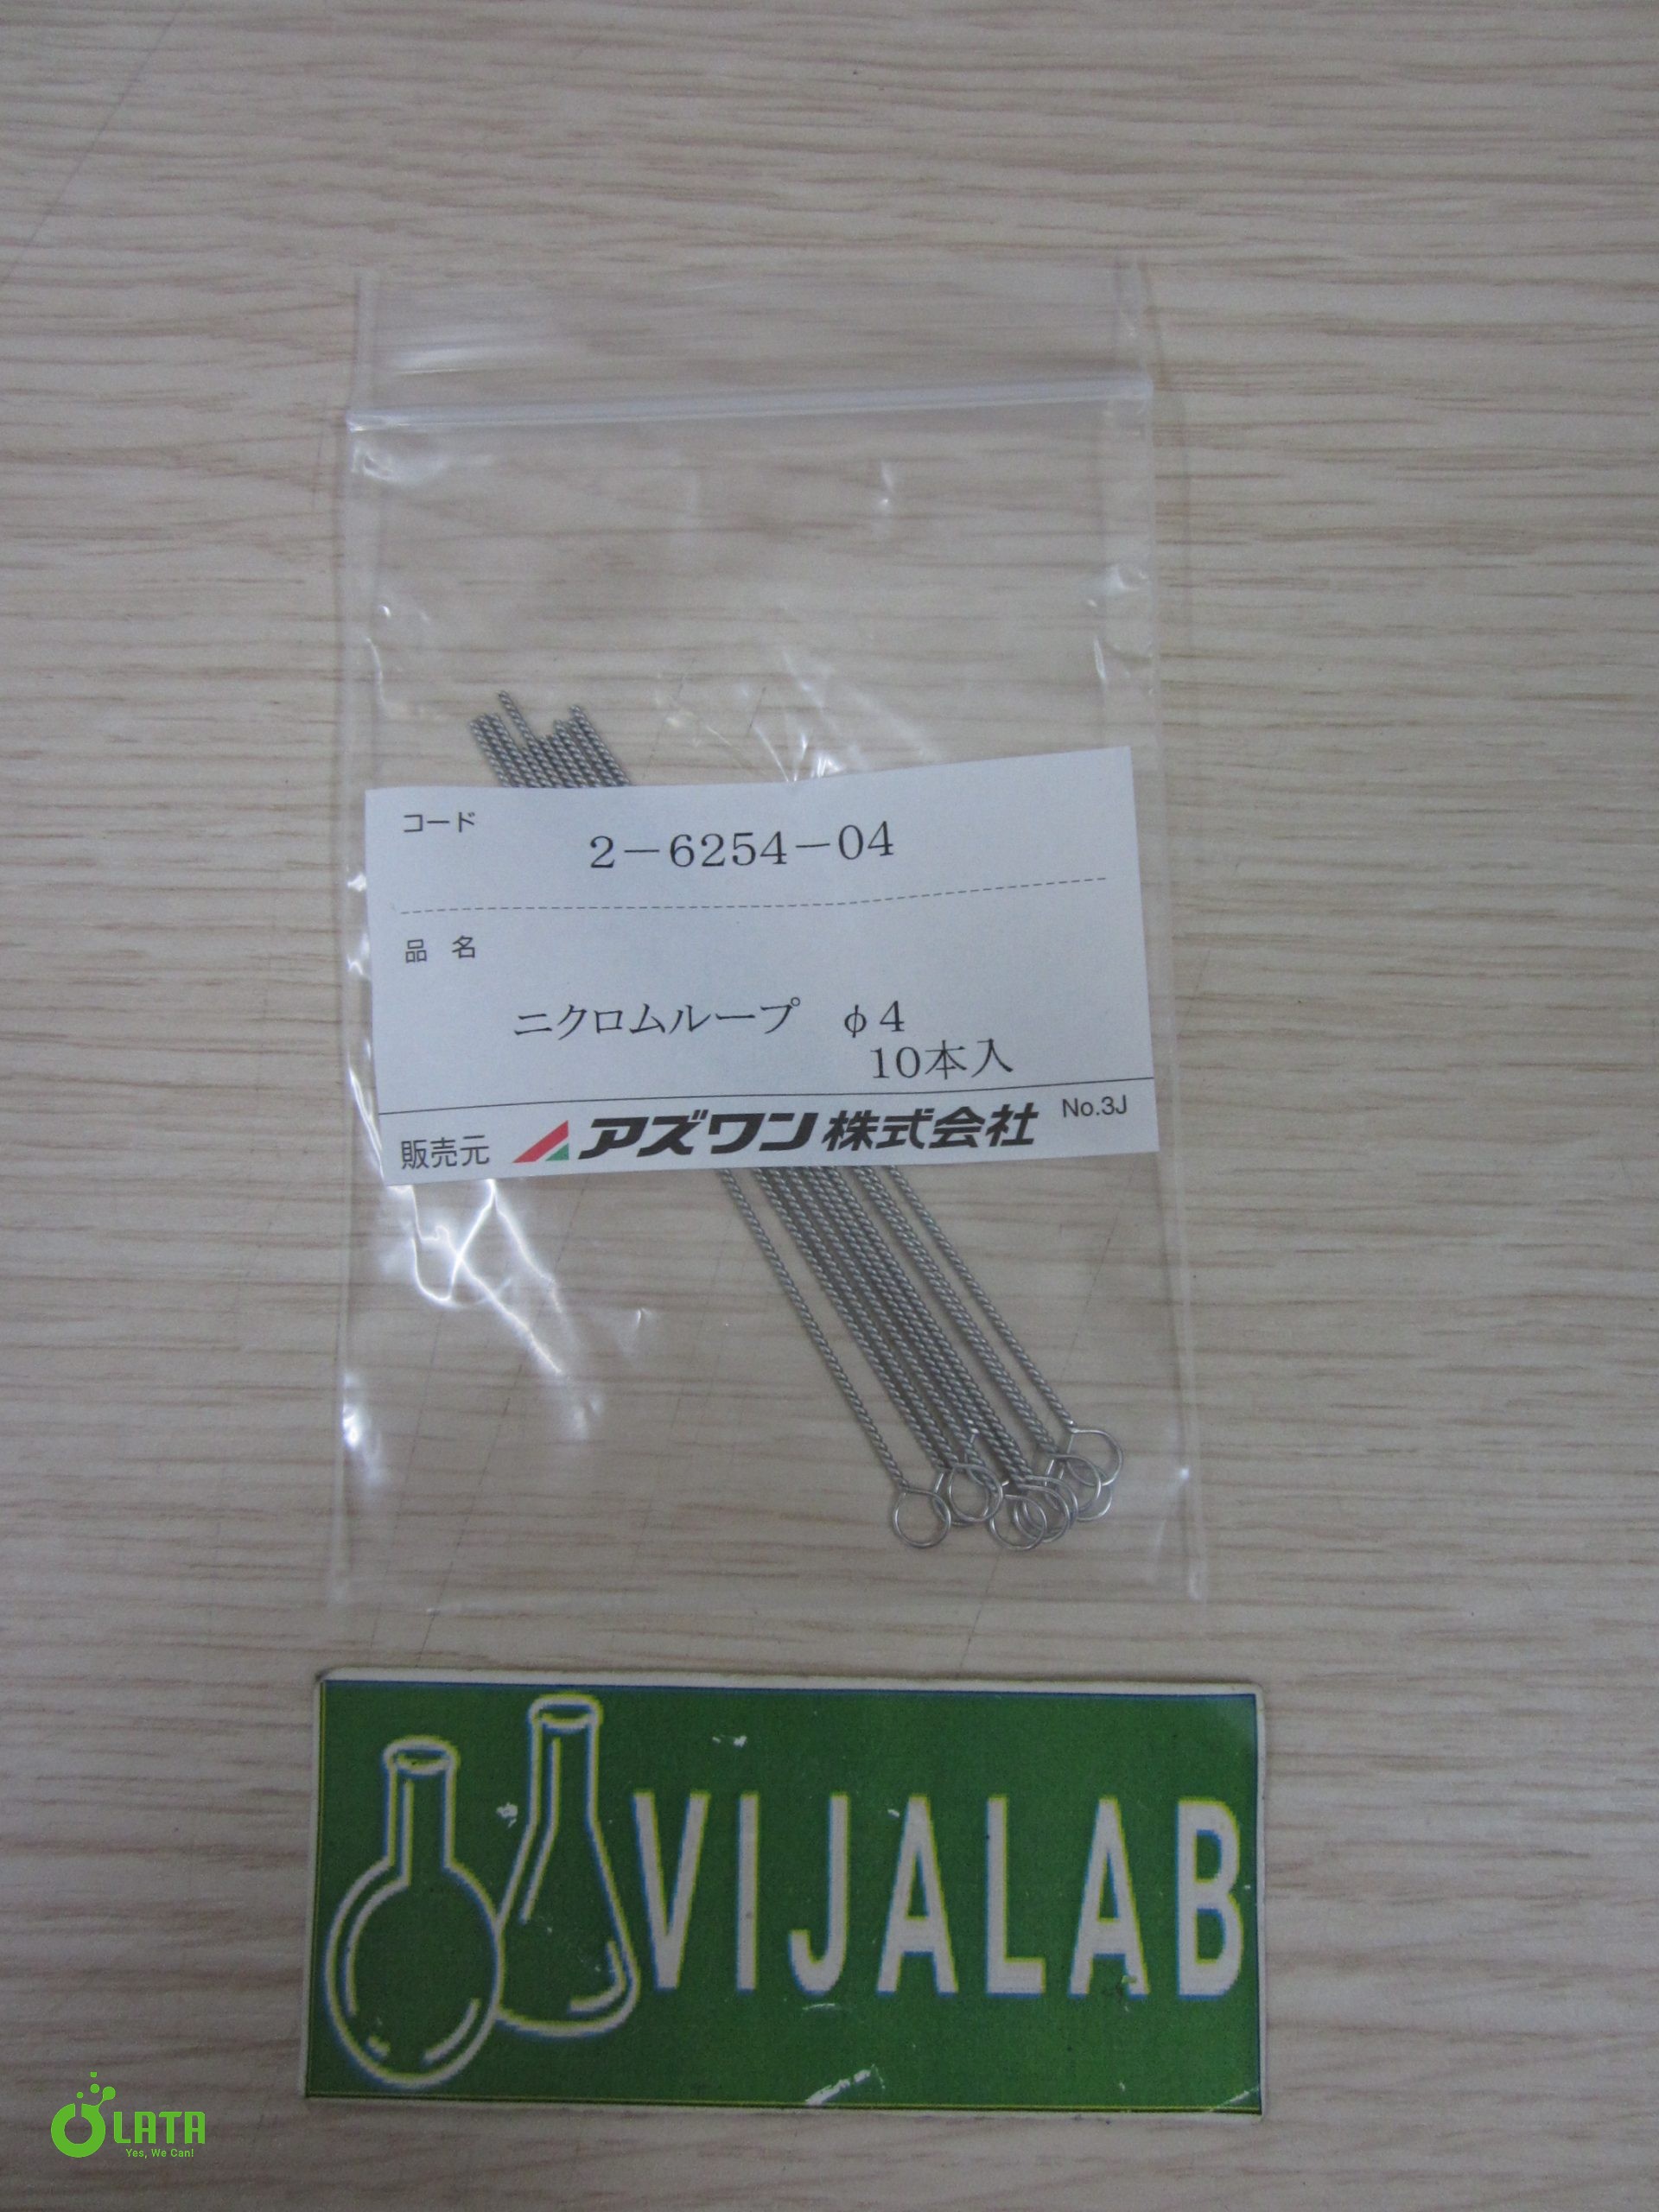 コード
2-6254-04
品 名
ニクロムループ φ4
10本入
販売元 アズワン株式会社 No.3J
VIJALAB
LATA
Yes, We Can!